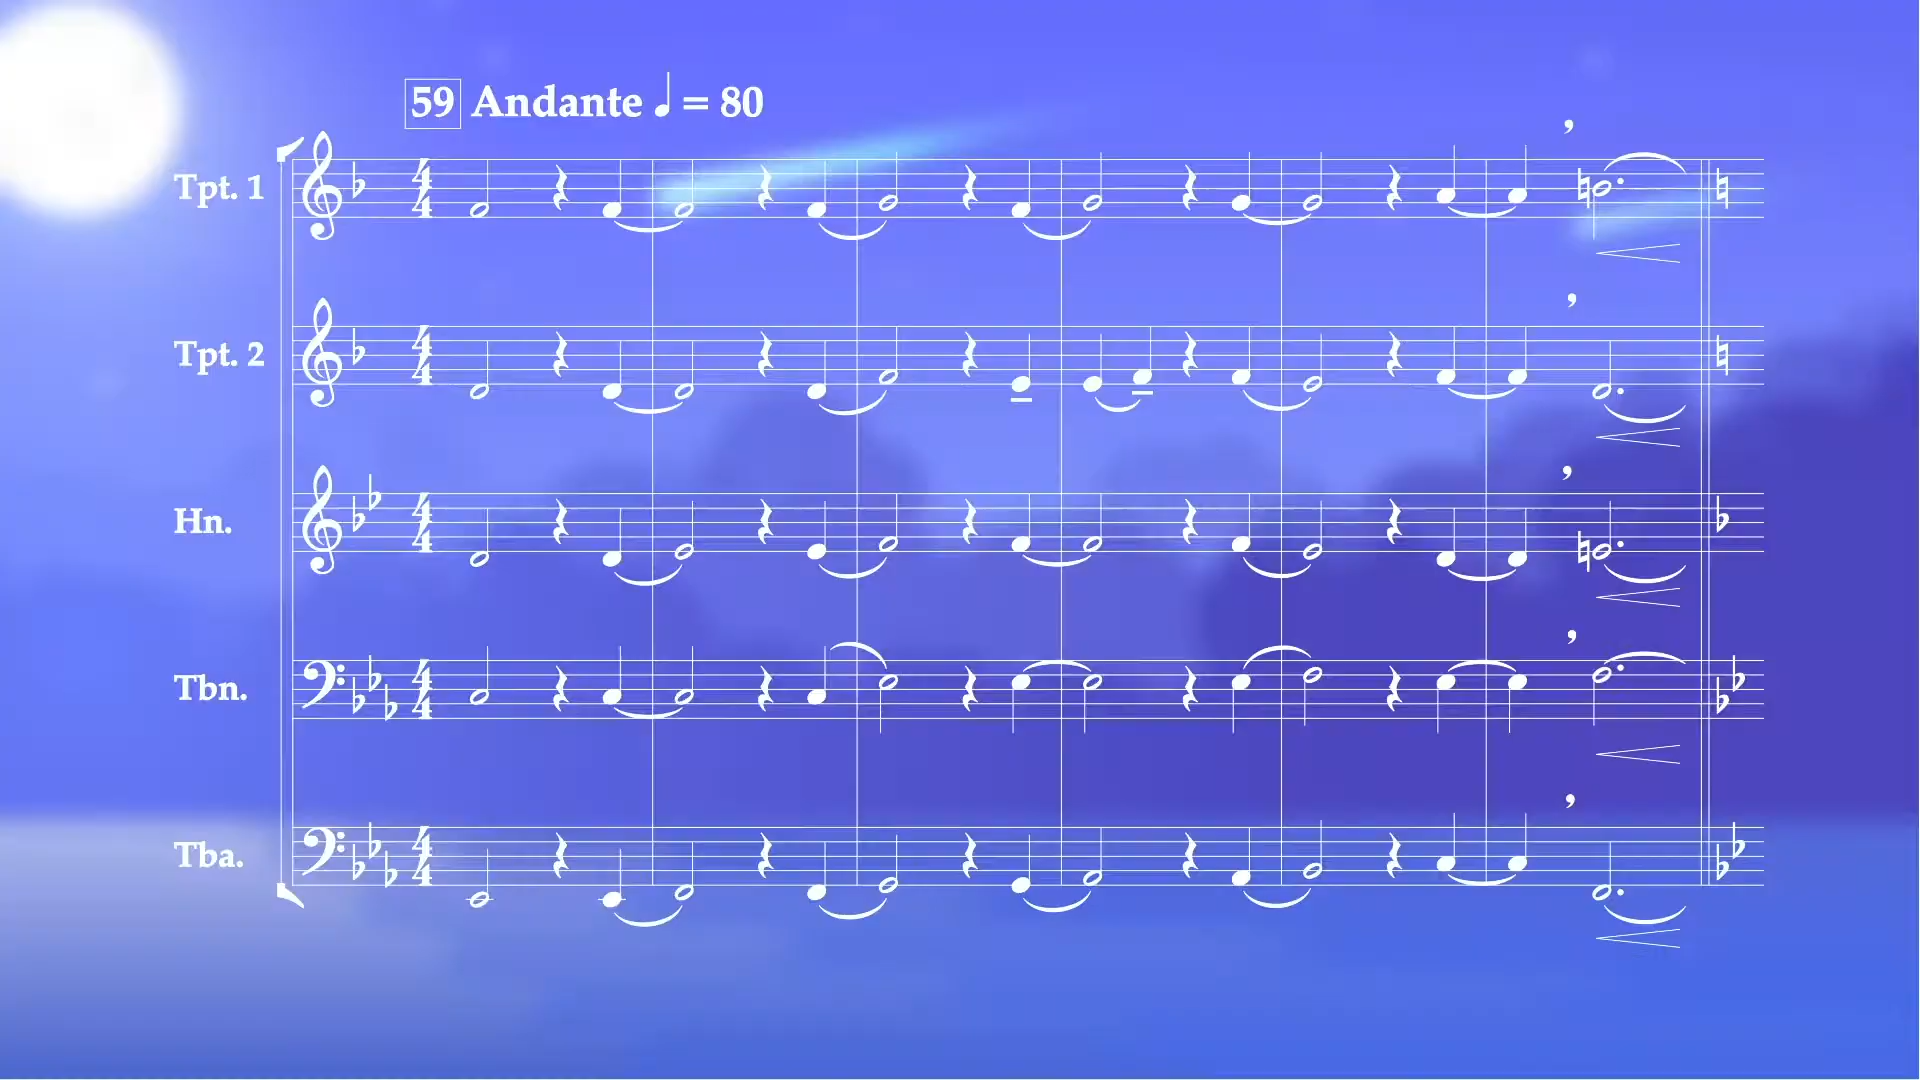 59 Andante ♩ = 80
Tpt. 1
Tpt. 2
Hn.
Tbn.
Tba.